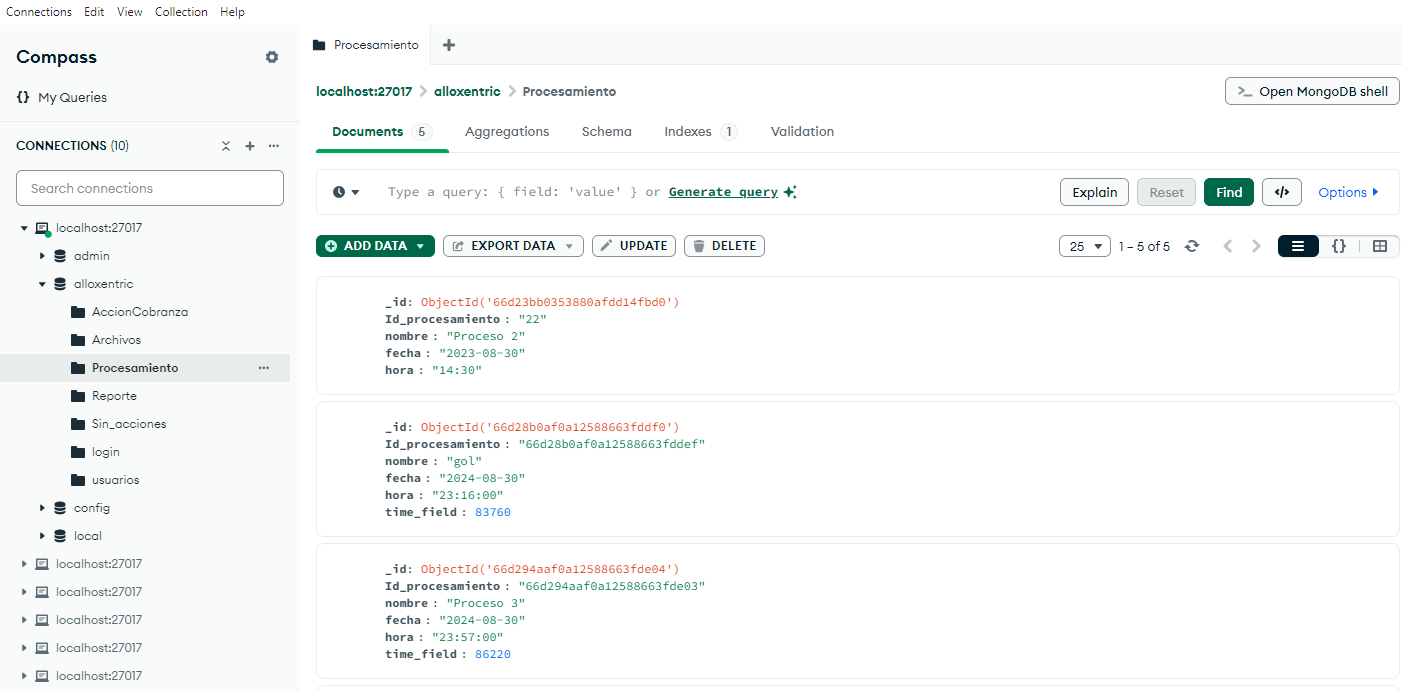 Connections Edit View Collection Help
Compass
My Queries
CONNECTIONS (10)
Search connections
localhost:27017
admin
alloxentric
AccionCobranza
Archivos
Procesamiento
Reporte
Sin_acciones
login
usuarios
config
local
localhost:27017
localhost:27017
localhost:27017
localhost:27017
localhost:27017
Procesamiento
localhost:27017 > alloxentric > Procesamiento
>_ Open MongoDB shell
Documents 5 Aggregations Schema Indexes 1 Validation
Type a query: { field: 'value' } or Generate query
Explain Reset Find </> Options
ADD DATA EXPORT DATA UPDATE DELETE
25 1 – 5 of 5 {}
_id: ObjectId('66d23bb0353880afdd14fbd0')
Id_procesamiento : "22"
nombre : "Proceso 2"
fecha : "2023-08-30"
hora : "14:30"
_id: ObjectId('66d28b0af0a12588663fddf0')
Id_procesamiento : "66d28b0af0a12588663fddef"
nombre : "gol"
fecha : "2024-08-30"
hora : "23:16:00"
time_field : 83760
_id: ObjectId('66d294aaf0a12588663fde04')
Id_procesamiento : "66d294aaf0a12588663fde03"
nombre : "Proceso 3"
fecha : "2024-08-30"
hora : "23:57:00"
time_field : 86220